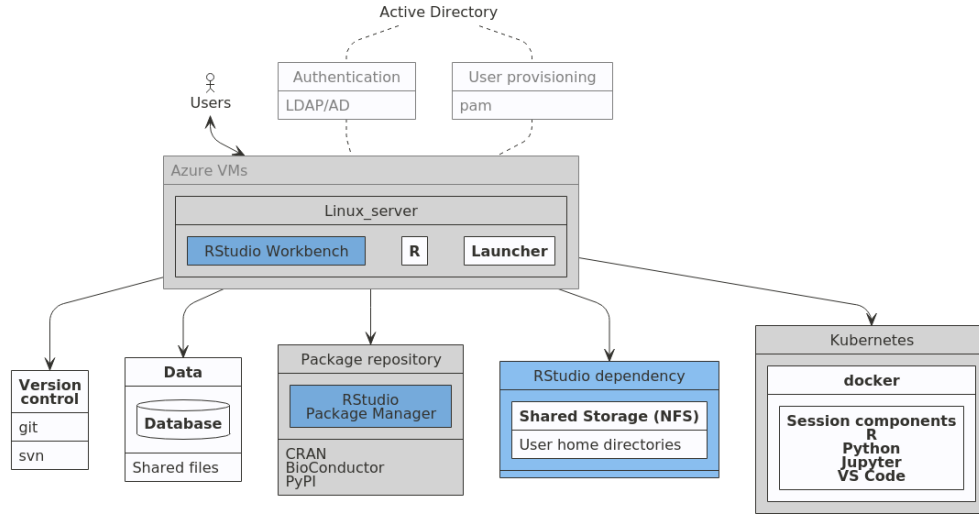 Active Directory
Authentication
LDAP/AD
User provisioning
pam
Users
Azure VMs
Linux_server
RStudio Workbench
R
Launcher
Version
control
git
svn
Data
Database
Shared files
Package repository
RStudio
Package Manager
CRAN
BioConductor
PyPI
RStudio dependency
Shared Storage (NFS)
User home directories
Kubernetes
docker
Session components
R
Python
Jupyter
VS Code